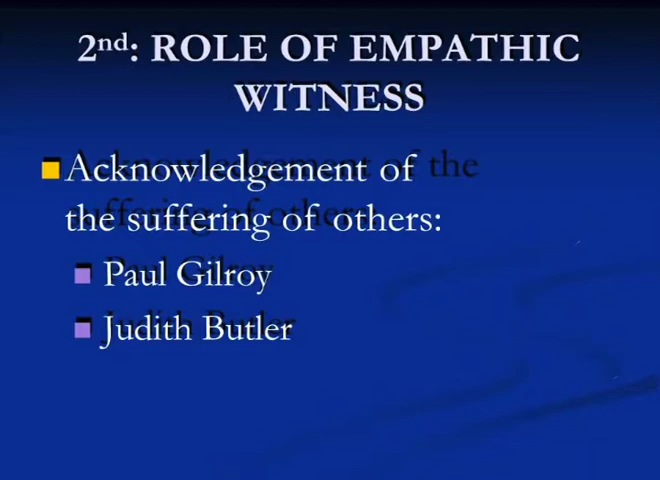 2nd: ROLE OF EMPATHIC
WITNESS
Acknowledgement of
the suffering of others:
Paul Gilroy
Judith Butler